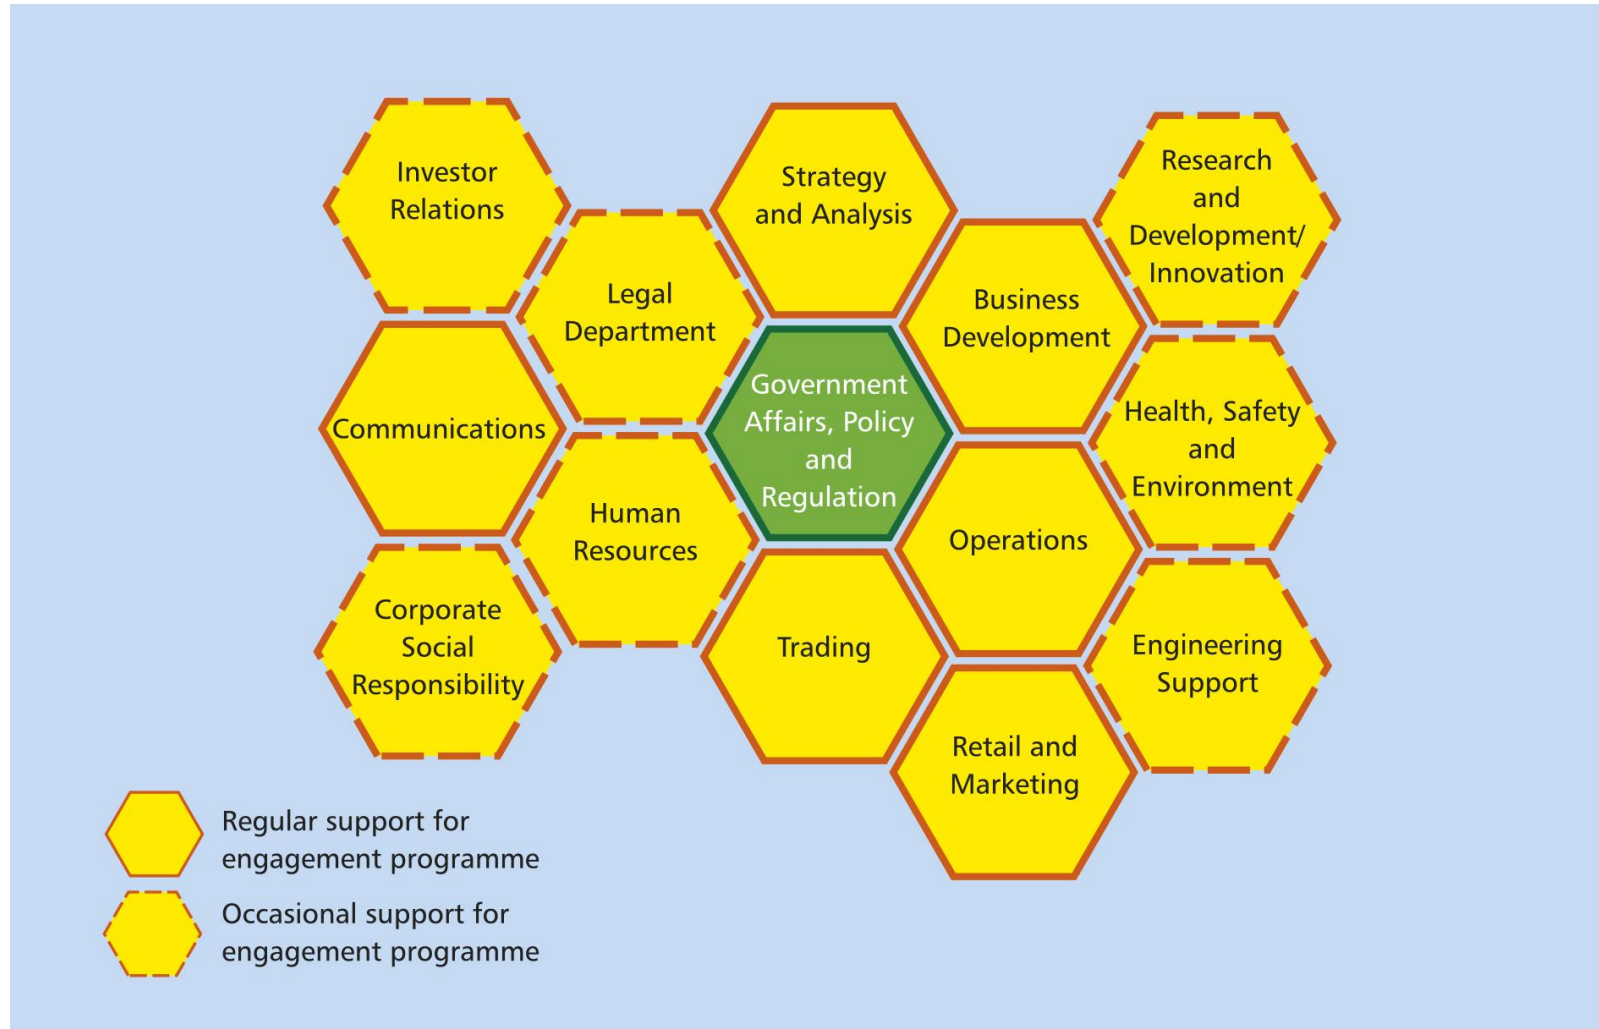 Investor
Relations
Strategy
and Analysis
Research
and
Development/
Innovation
Legal
Department
Business
Development
Communications
Government
Affairs, Policy
and
Regulation
Health, Safety
and
Environment
Human
Resources
Operations
Corporate
Social
Responsibility
Trading
Engineering
Support
Retail and
Marketing
Regular support for
engagement programme
Occasional support for
engagement programme